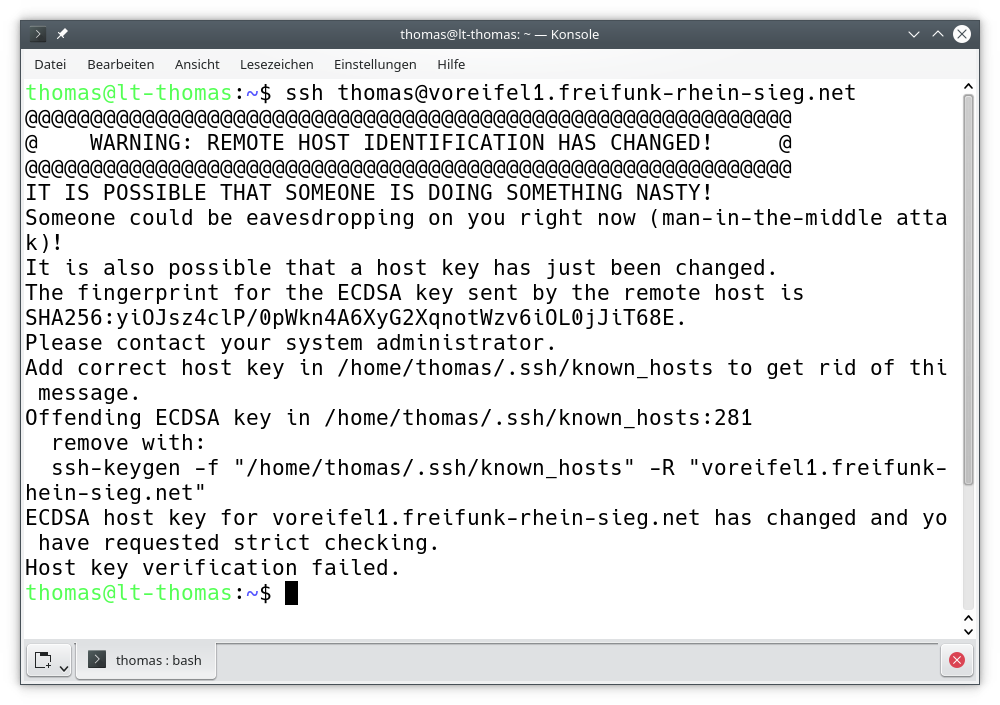 thomas@lt-thomas: ~ — Konsole
Datei Bearbeiten Ansicht Lesezeichen Einstellungen Hilfe
thomas@lt-thomas:~$ ssh thomas@voreifel1.freifunk-rhein-sieg.net
@@@@@@@@@@@@@@@@@@@@@@@@@@@@@@@@@@@@@@@@@@@@@@@@@@@@@@@@@@@
@    WARNING: REMOTE HOST IDENTIFICATION HAS CHANGED!     @
@@@@@@@@@@@@@@@@@@@@@@@@@@@@@@@@@@@@@@@@@@@@@@@@@@@@@@@@@@@
IT IS POSSIBLE THAT SOMEONE IS DOING SOMETHING NASTY!
Someone could be eavesdropping on you right now (man-in-the-middle atta
k)!
It is also possible that a host key has just been changed.
The fingerprint for the ECDSA key sent by the remote host is
SHA256:yiOJsz4clP/0pWkn4A6XyG2XqnotWzv6iOL0jJiT68E.
Please contact your system administrator.
Add correct host key in /home/thomas/.ssh/known_hosts to get rid of thi
 message.
Offending ECDSA key in /home/thomas/.ssh/known_hosts:281
  remove with:
  ssh-keygen -f "/home/thomas/.ssh/known_hosts" -R "voreifel1.freifunk-
hein-sieg.net"
ECDSA host key for voreifel1.freifunk-rhein-sieg.net has changed and yo
 have requested strict checking.
Host key verification failed.
thomas@lt-thomas:~$
thomas : bash